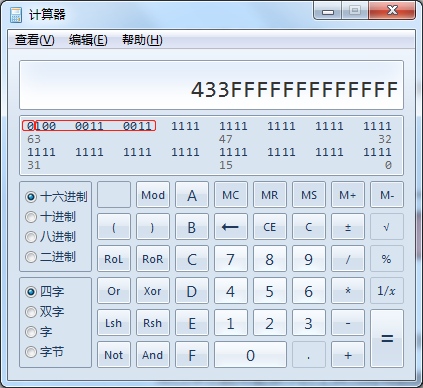 计算器
查看(V) 编辑(E) 帮助(H)
433FFFFFFFFFFFFF
0100 0011 0011 1111 1111 1111 1111 1111
63 47 32
1111 1111 1111 1111 1111 1111 1111 1111
31 15 0
十六进制 Mod A MC MR MS M+ M-
十进制 ( ) B ← CE C ± √
八进制 RoL RoR C 7 8 9 / %
二进制
四字 Or Xor D 4 5 6 * 1/x
双字 Lsh Rsh E 1 2 3 - =
字 Not And F 0 . +
字节